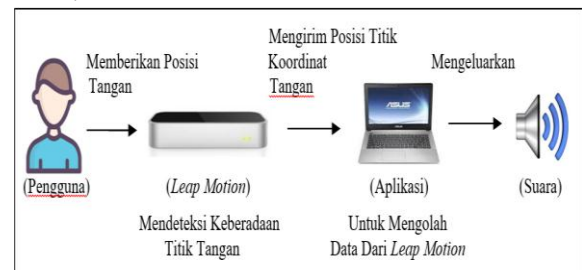 Memberikan Posisi
Tangan
Mengirim Posisi Titik
Koordinat
Tangan
Mengeluarkan
ASUS
(Pengguna)
(Leap Motion)
(Aplikasi)
(Suara)
Mendeteksi Keberadaan
Titik Tangan
Untuk Mengolah
Data Dari Leap Motion